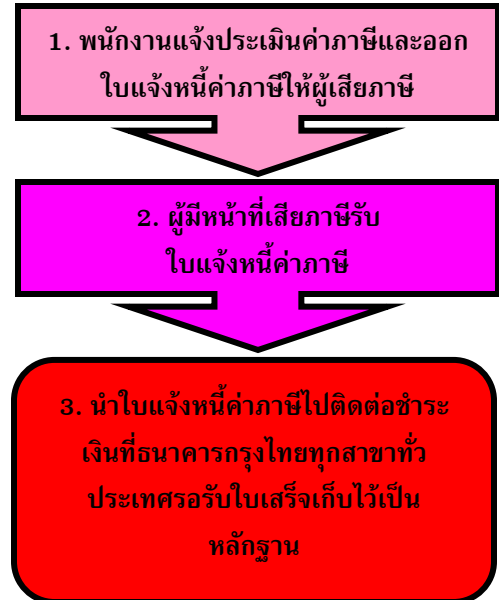 1. พนักงานแจ้งประเมินค่าภาษีและออก
ใบแจ้งหนี้ค่าภาษีให้ผู้เสียภาษี
2. ผู้มีหน้าที่เสียภาษีรับ
ใบแจ้งหนี้ค่าภาษี
3. นำใบแจ้งหนี้ค่าภาษีไปติดต่อชำระ
เงินที่ธนาคารกรุงไทยทุกสาขาทั่ว
ประเทศรอรับใบเสร็จเก็บไว้เป็น
หลักฐาน